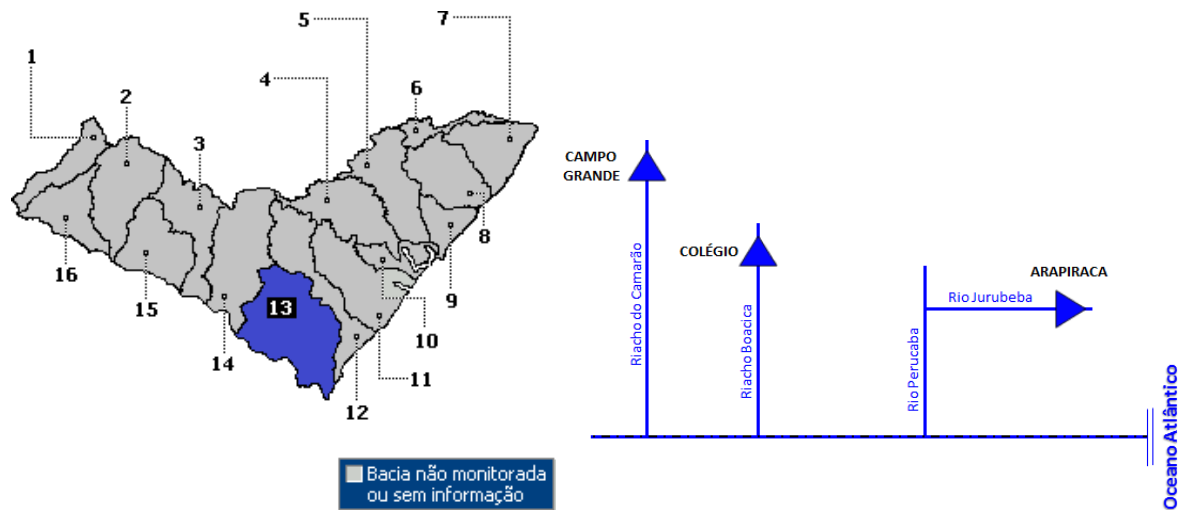 1
2
3
4
5
6
7
8
9
10
11
12
13
14
15
16
Bacia não monitorada
ou sem informação
CAMPO
GRANDE
Riacho do Camarão
COLÉGIO
Riacho Boacica
Rio Perucaba
Rio Jurubeba
ARAPIRACA
Oceano Atlântico